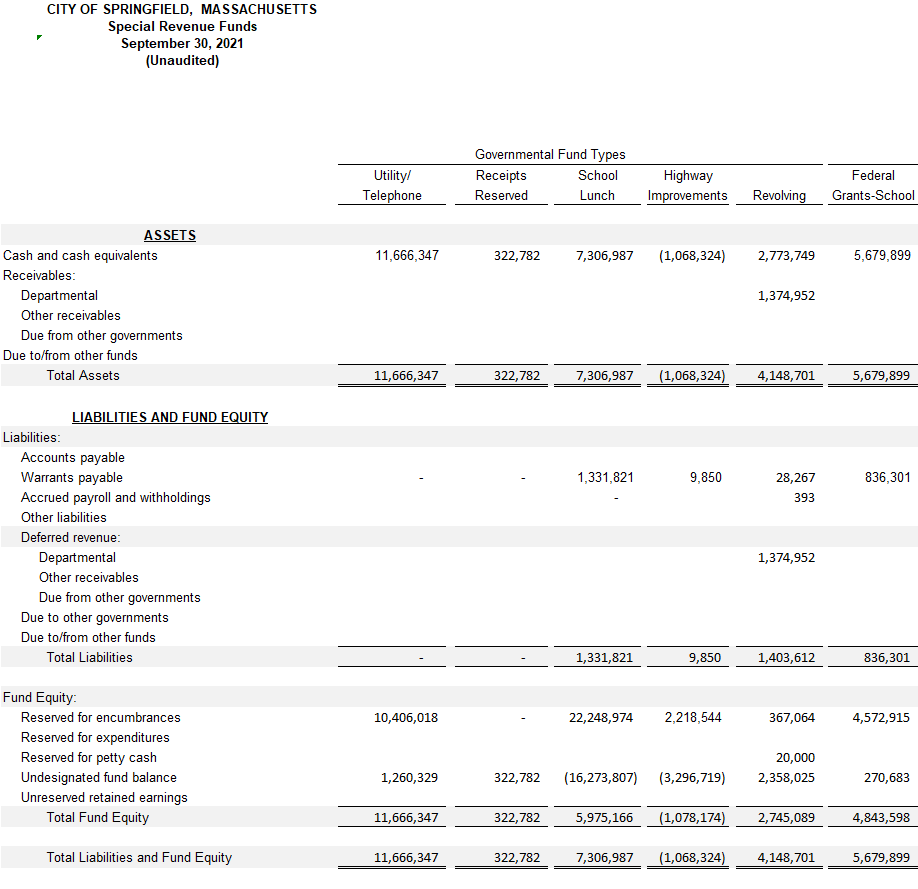 CITY OF SPRINGFIELD, MASSACHUSETTS
Special Revenue Funds
September 30, 2021
(Unaudited)
Governmental Fund Types
Utility/ Receipts School Highway Federal
Telephone Reserved Lunch Improvements Revolving Grants-School
ASSETS
Cash and cash equivalents 11,666,347 322,782 7,306,987 (1,068,324) 2,773,749 5,679,899
Receivables:
Departmental 1,374,952
Other receivables
Due from other governments
Due to/from other funds
Total Assets 11,666,347 322,782 7,306,987 (1,068,324) 4,148,701 5,679,899
LIABILITIES AND FUND EQUITY
Liabilities:
Accounts payable
Warrants payable - - 1,331,821 9,850 28,267 836,301
Accrued payroll and withholdings - 393
Other liabilities
Deferred revenue:
Departmental 1,374,952
Other receivables
Due from other governments
Due to other governments
Due to/from other funds
Total Liabilities - - 1,331,821 9,850 1,403,612 836,301
Fund Equity:
Reserved for encumbrances 10,406,018 - 22,248,974 2,218,544 367,064 4,572,915
Reserved for expenditures
Reserved for petty cash 20,000
Undesignated fund balance 1,260,329 322,782 (16,273,807) (3,296,719) 2,358,025 270,683
Unreserved retained earnings
Total Fund Equity 11,666,347 322,782 5,975,166 (1,078,174) 2,745,089 4,843,598
Total Liabilities and Fund Equity 11,666,347 322,782 7,306,987 (1,068,324) 4,148,701 5,679,899